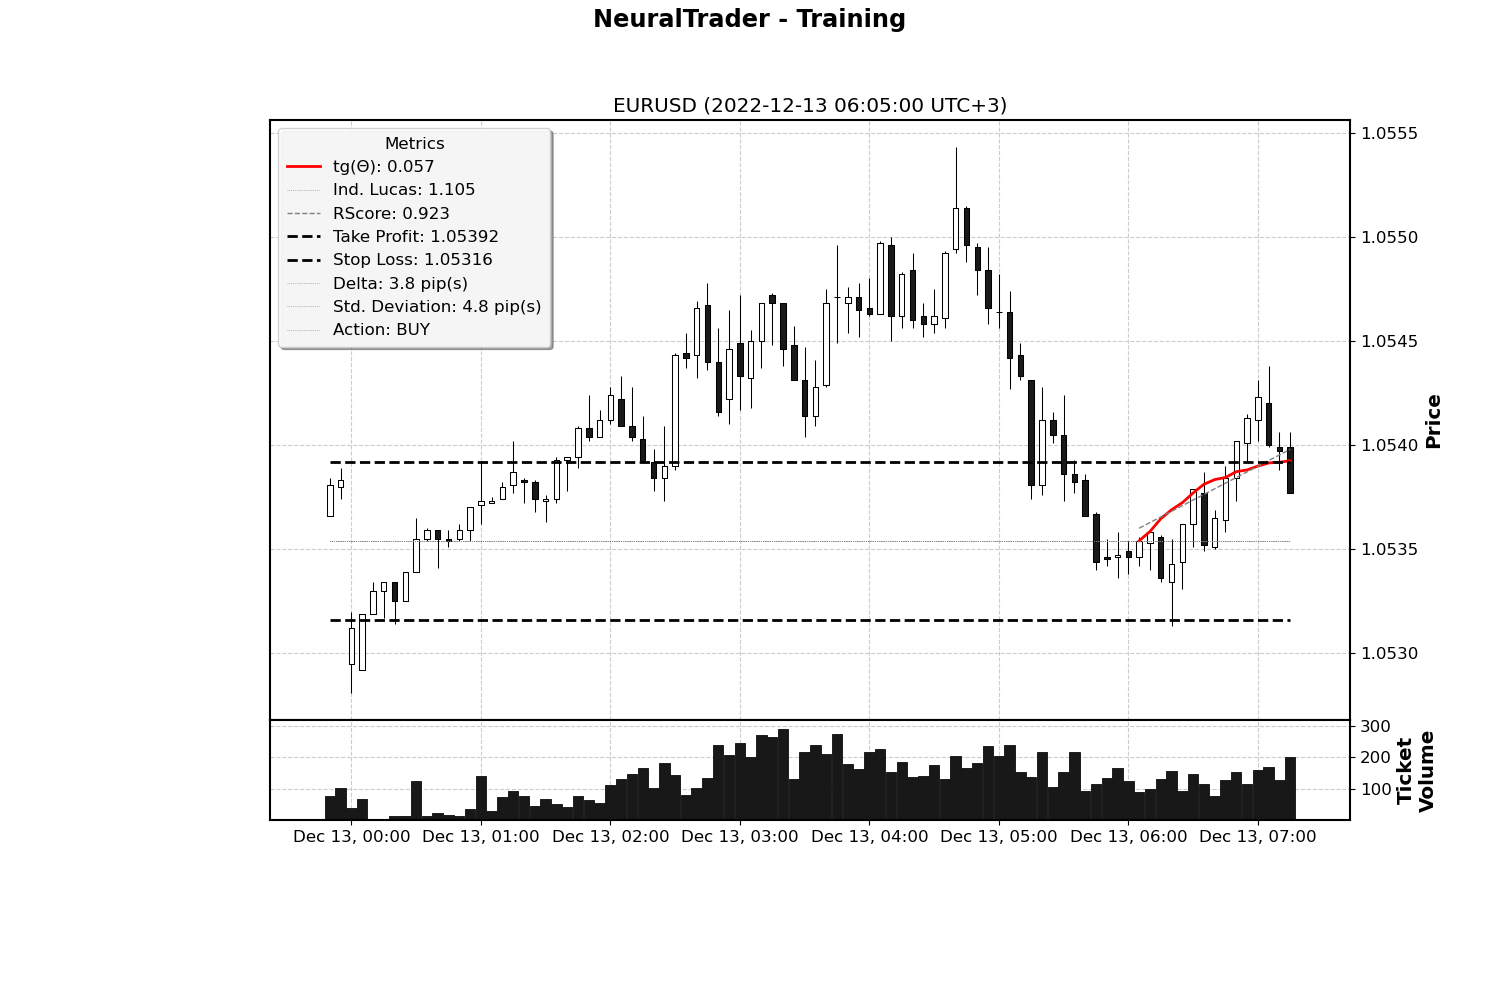 NeuralTrader - Training
EURUSD (2022-12-13 06:05:00 UTC+3)
Metrics
tg(Θ): 0.057
Ind. Lucas: 1.105
RScore: 0.923
Take Profit: 1.05392
Stop Loss: 1.05316
Delta: 3.8 pip(s)
Std. Deviation: 4.8 pip(s)
Action: BUY
1.0555
1.0550
1.0545
1.0540
1.0535
1.0530
Price
300
200
100
Ticket
Volume
Dec 13, 00:00
Dec 13, 01:00
Dec 13, 02:00
Dec 13, 03:00
Dec 13, 04:00
Dec 13, 05:00
Dec 13, 06:00
Dec 13, 07:00